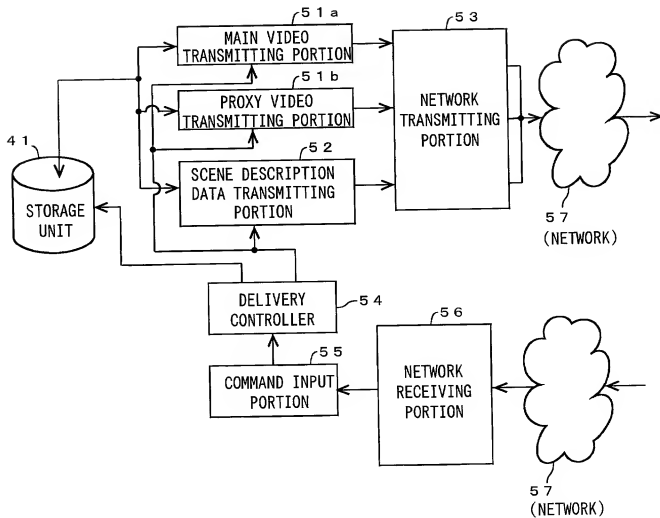 51a
MAIN VIDEO
TRANSMITTING PORTION
51b
PROXY VIDEO
TRANSMITTING PORTION
52
SCENE DESCRIPTION
DATA TRANSMITTING
PORTION
53
NETWORK
TRANSMITTING
PORTION
57
(NETWORK)
41
STORAGE
UNIT
DELIVERY
CONTROLLER
54
55
COMMAND INPUT
PORTION
56
NETWORK
RECEIVING
PORTION
57
(NETWORK)